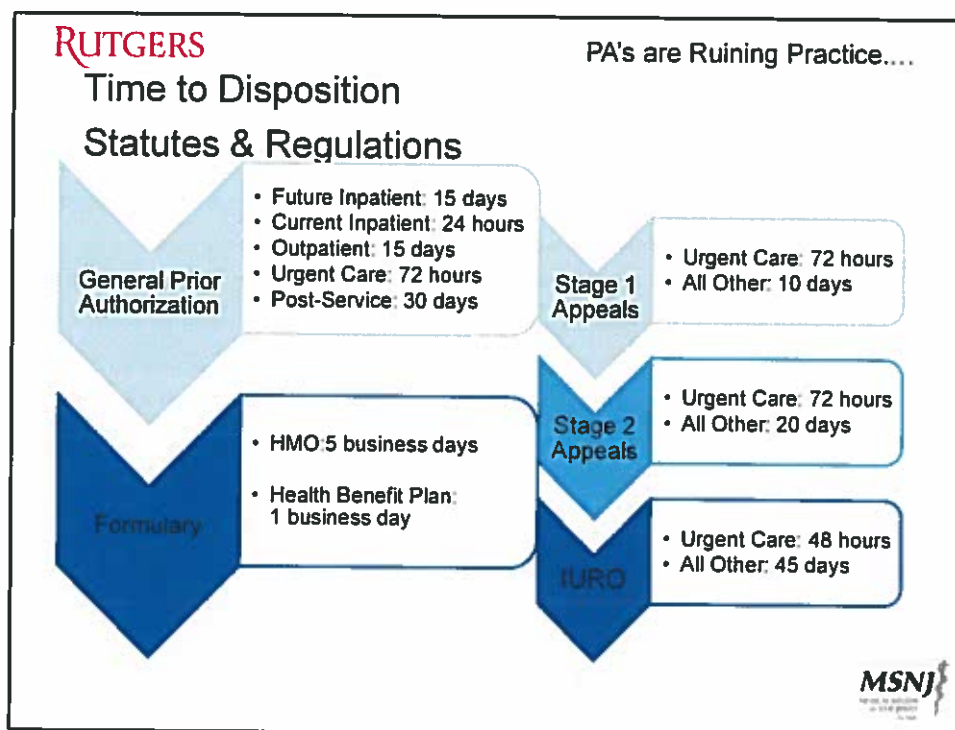 RUTGERS
PA's are Ruining Practice....
Time to Disposition
Statutes & Regulations
General Prior
Authorization
• Future Inpatient: 15 days
• Current Inpatient: 24 hours
• Outpatient: 15 days
• Urgent Care: 72 hours
• Post-Service: 30 days
Formulary
• HMO:5 business days
• Health Benefit Plan:
1 business day
Stage 1
Appeals
• Urgent Care: 72 hours
• All Other: 10 days
Stage 2
Appeals
• Urgent Care: 72 hours
• All Other: 20 days
IURO
• Urgent Care: 48 hours
• All Other: 45 days
MSNJ